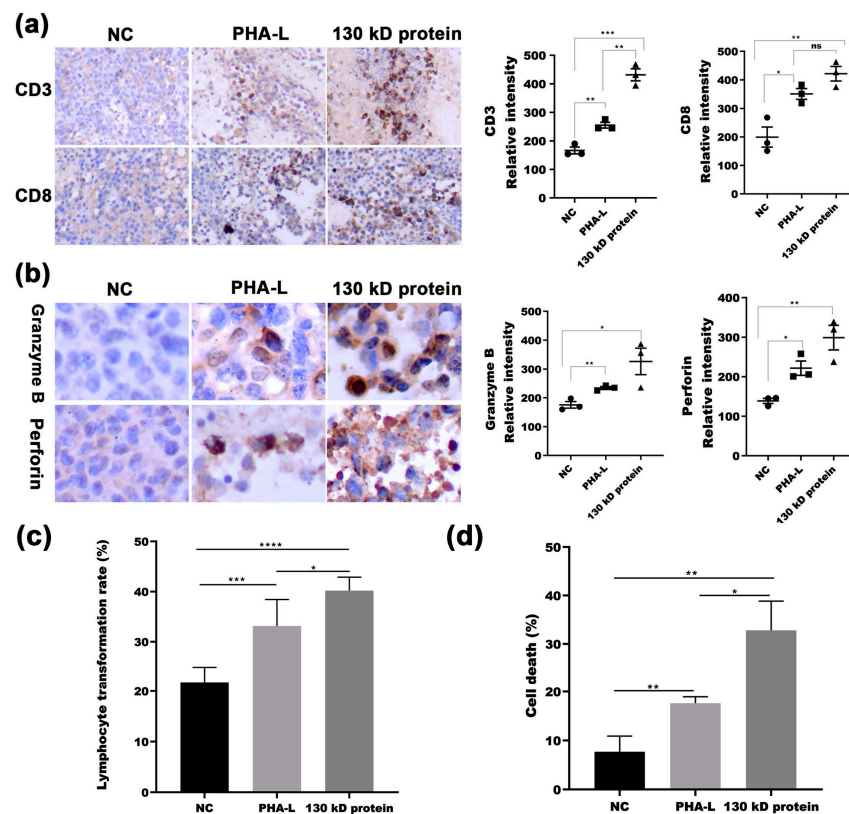 (a)
NC PHA-L 130 kD protein
CD3
CD8
CD3
Relative intensity
500
400
300
200
100
0
***
**
**
NC
PHA-L
130 kD protein
CD8
Relative intensity
500
400
300
200
100
0
**
ns
*
NC
PHA-L
130 kD protein
(b)
NC PHA-L 130 kD protein
Granzyme B
Perforin
Granzyme B
Relative intensity
500
400
300
200
100
0
*
**
NC
PHA-L
130 kD protein
Perforin
Relative intensity
400
300
200
100
0
**
*
NC
PHA-L
130 kD protein
(c)
Lymphocyte transformation rate (%)
50
40
30
20
10
0
****
***
*
NC PHA-L 130 kD protein
(d)
Cell death (%)
50
40
30
20
10
0
**
*
**
NC PHA-L 130 kD protein